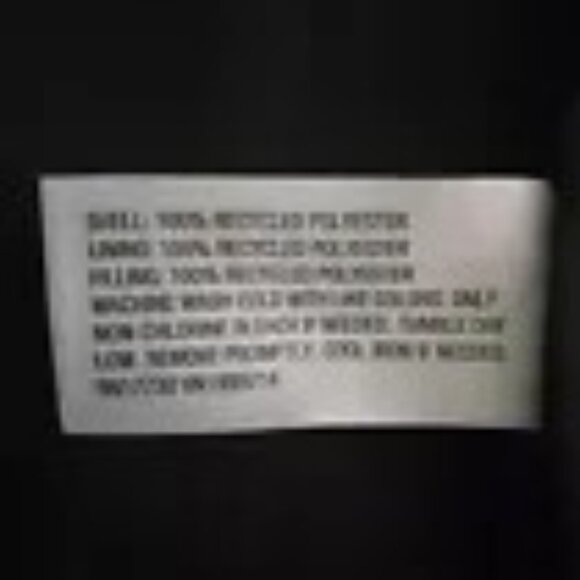 SHELL: 100% RECYCLED POLYESTER
LINING: 100% RECYCLED POLYESTER
FILLING: 100% RECYCLED POLYESTER
MACHINE WASH COLD WITH LIKE COLORS. ONLY
NON-CHLORINE BLEACH IF NEEDED. TUMBLE DRY
LOW. REMOVE PROMPTLY. COOL IRON IF NEEDED.